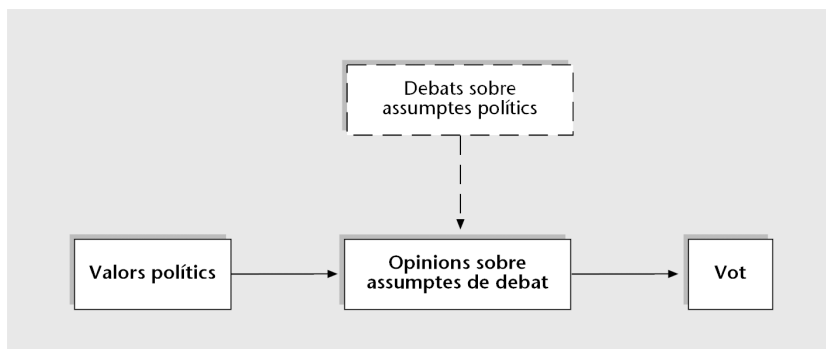 Debats sobre
assumptes polítics
Valors polítics
Opinions sobre
assumptes de debat
Vot